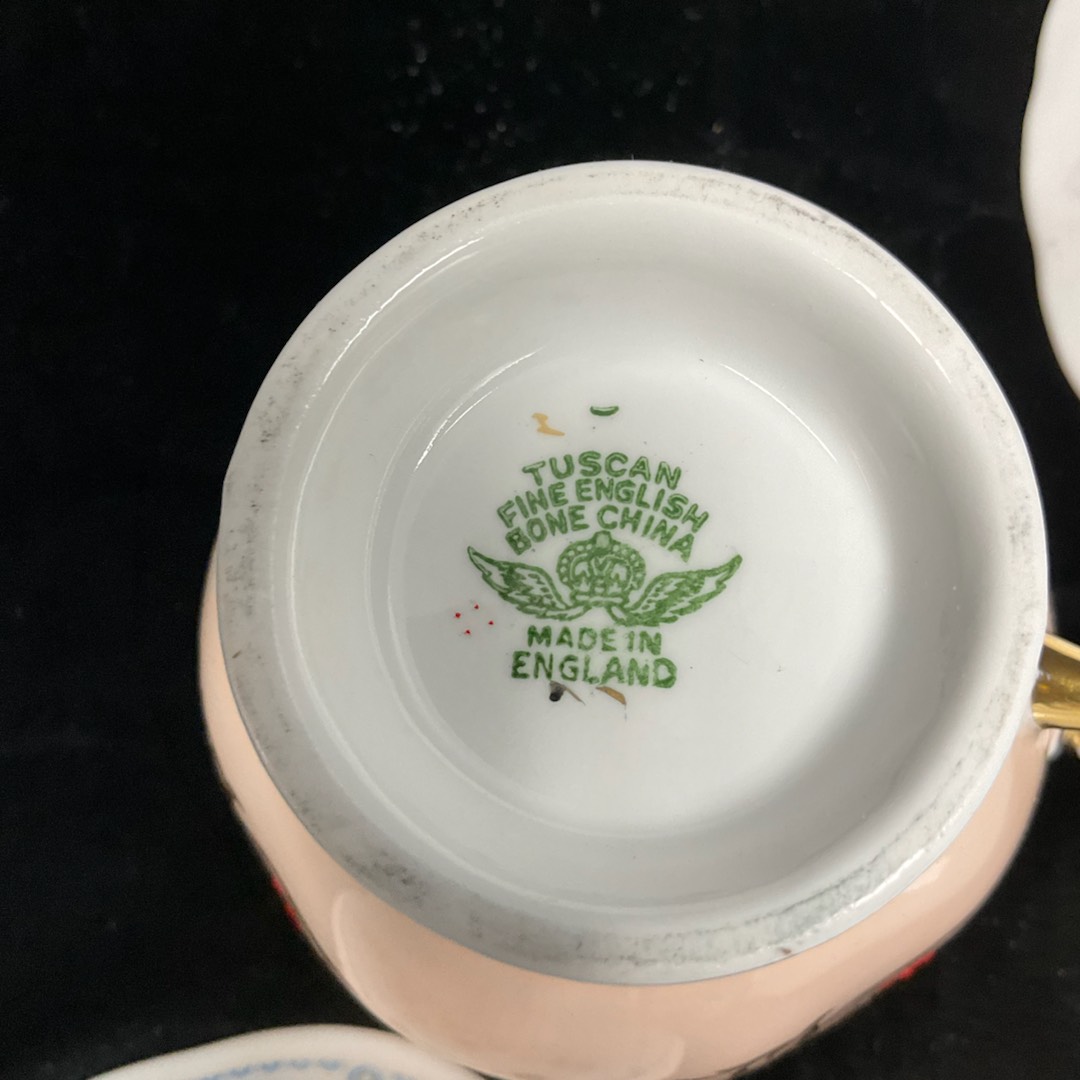 TUSCAN
FINE ENGLISH
BONE CHINA
MADE IN
ENGLAND